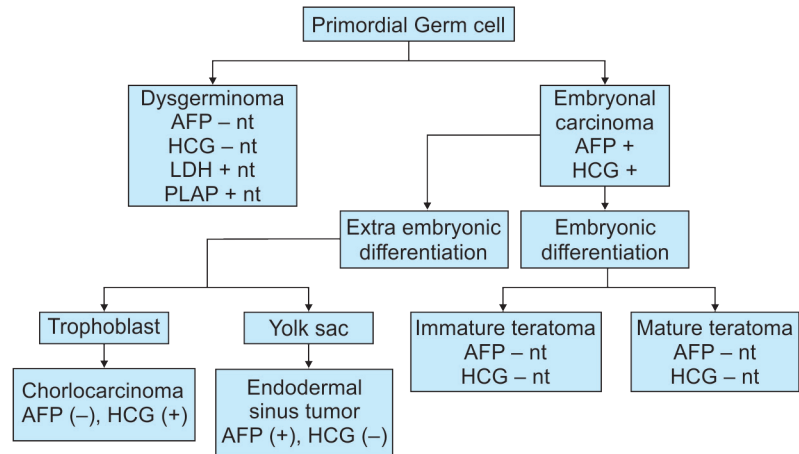 Primordial Germ cell
Dysgerminoma
AFP – nt
HCG – nt
LDH + nt
PLAP + nt
Embryonal
carcinoma
AFP +
HCG +
Extra embryonic
differentiation
Embryonic
differentiation
Trophoblast
Yolk sac
Immature teratoma
AFP – nt
HCG – nt
Mature teratoma
AFP – nt
HCG – nt
Chorlocarcinoma
AFP (–), HCG (+)
Endodermal
sinus tumor
AFP (+), HCG (–)